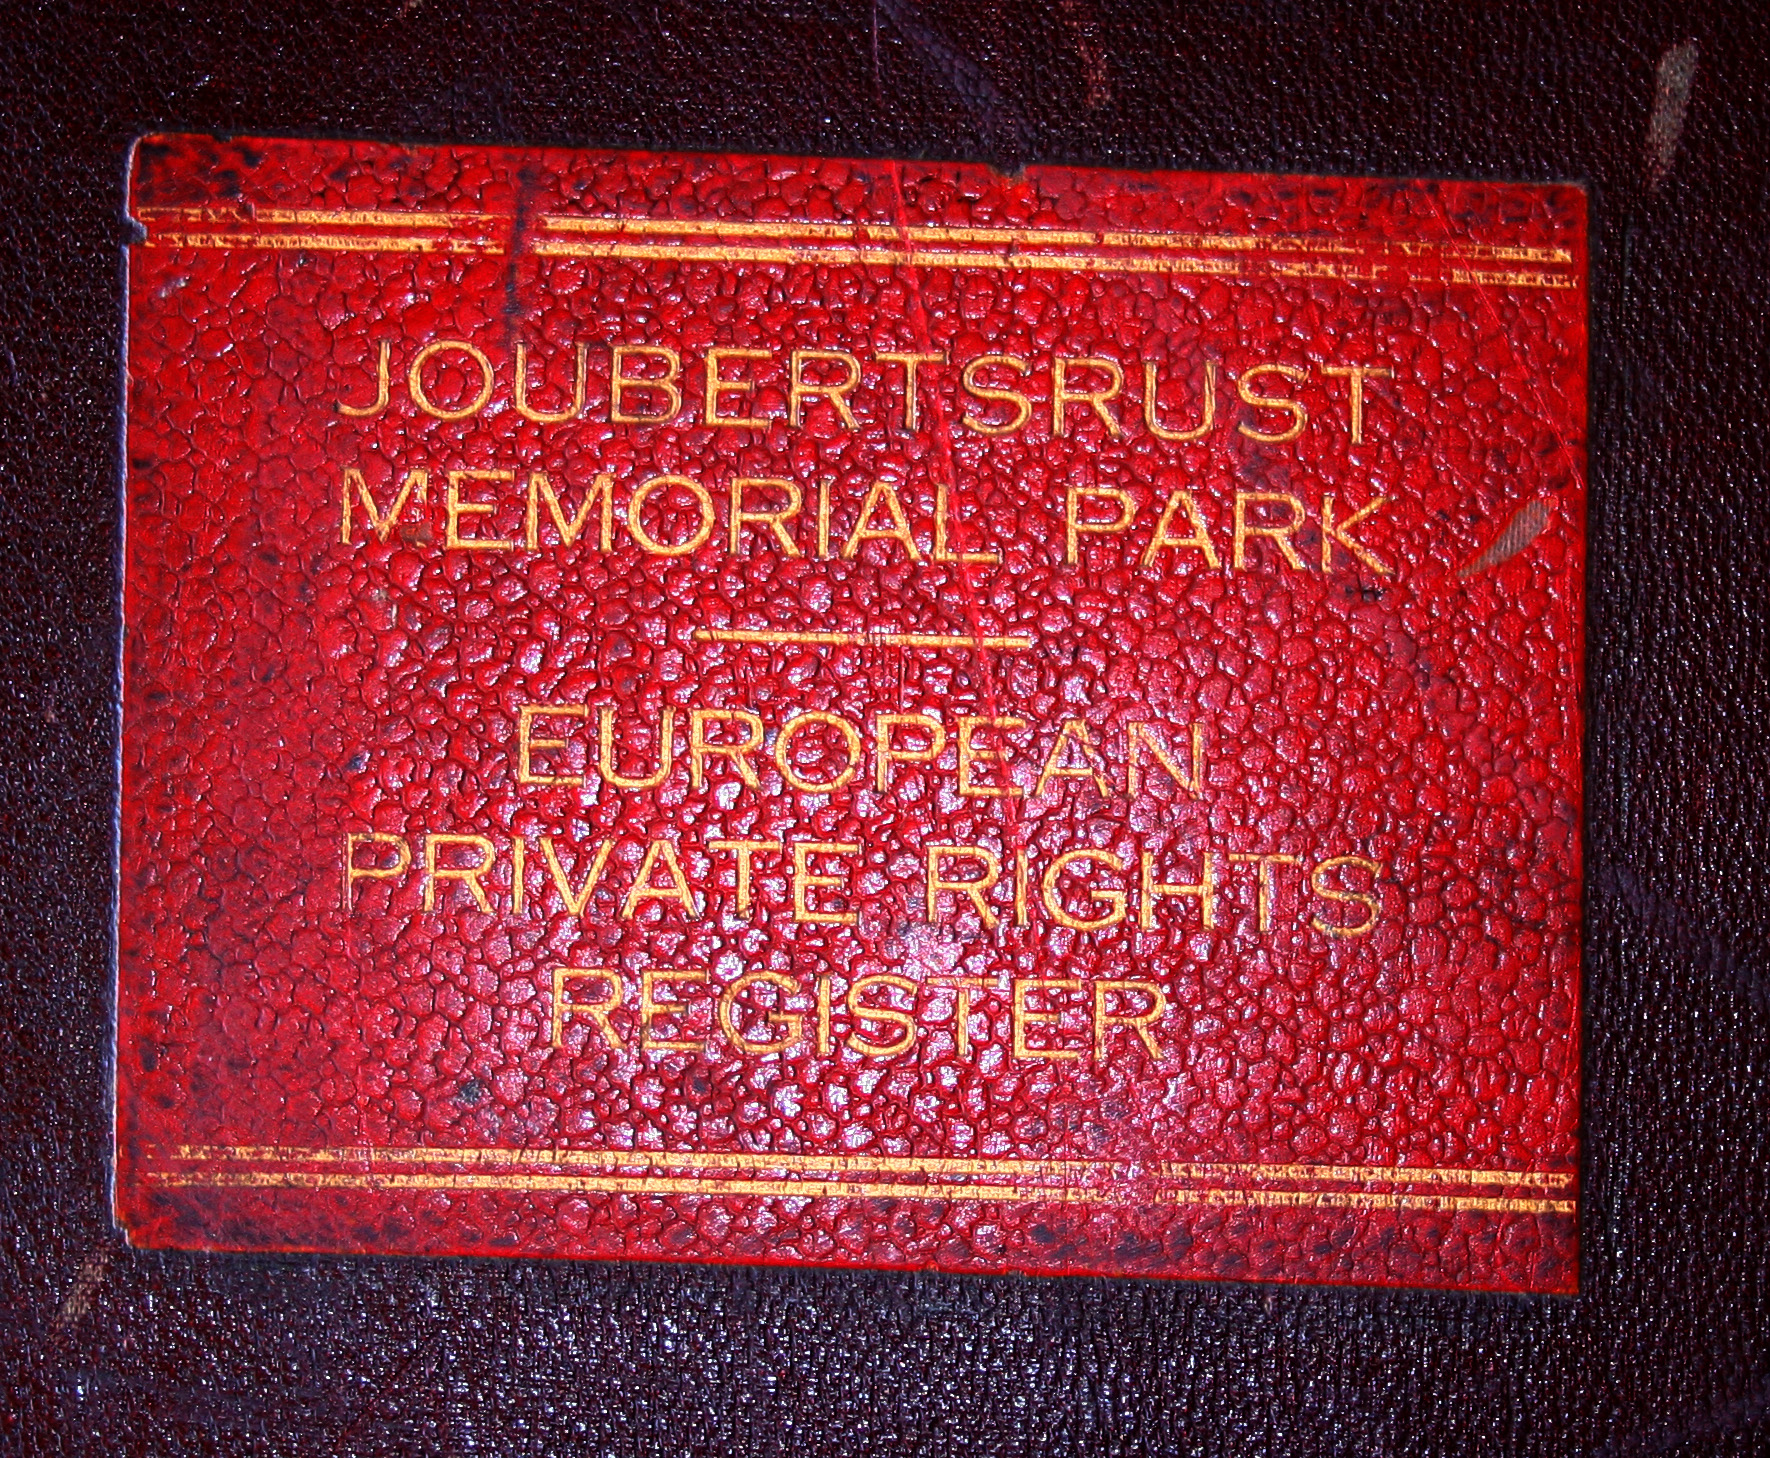 JOUBERTSRUST
MEMORIAL PARK
EUROPEAN
PRIVATE RIGHTS
REGISTER